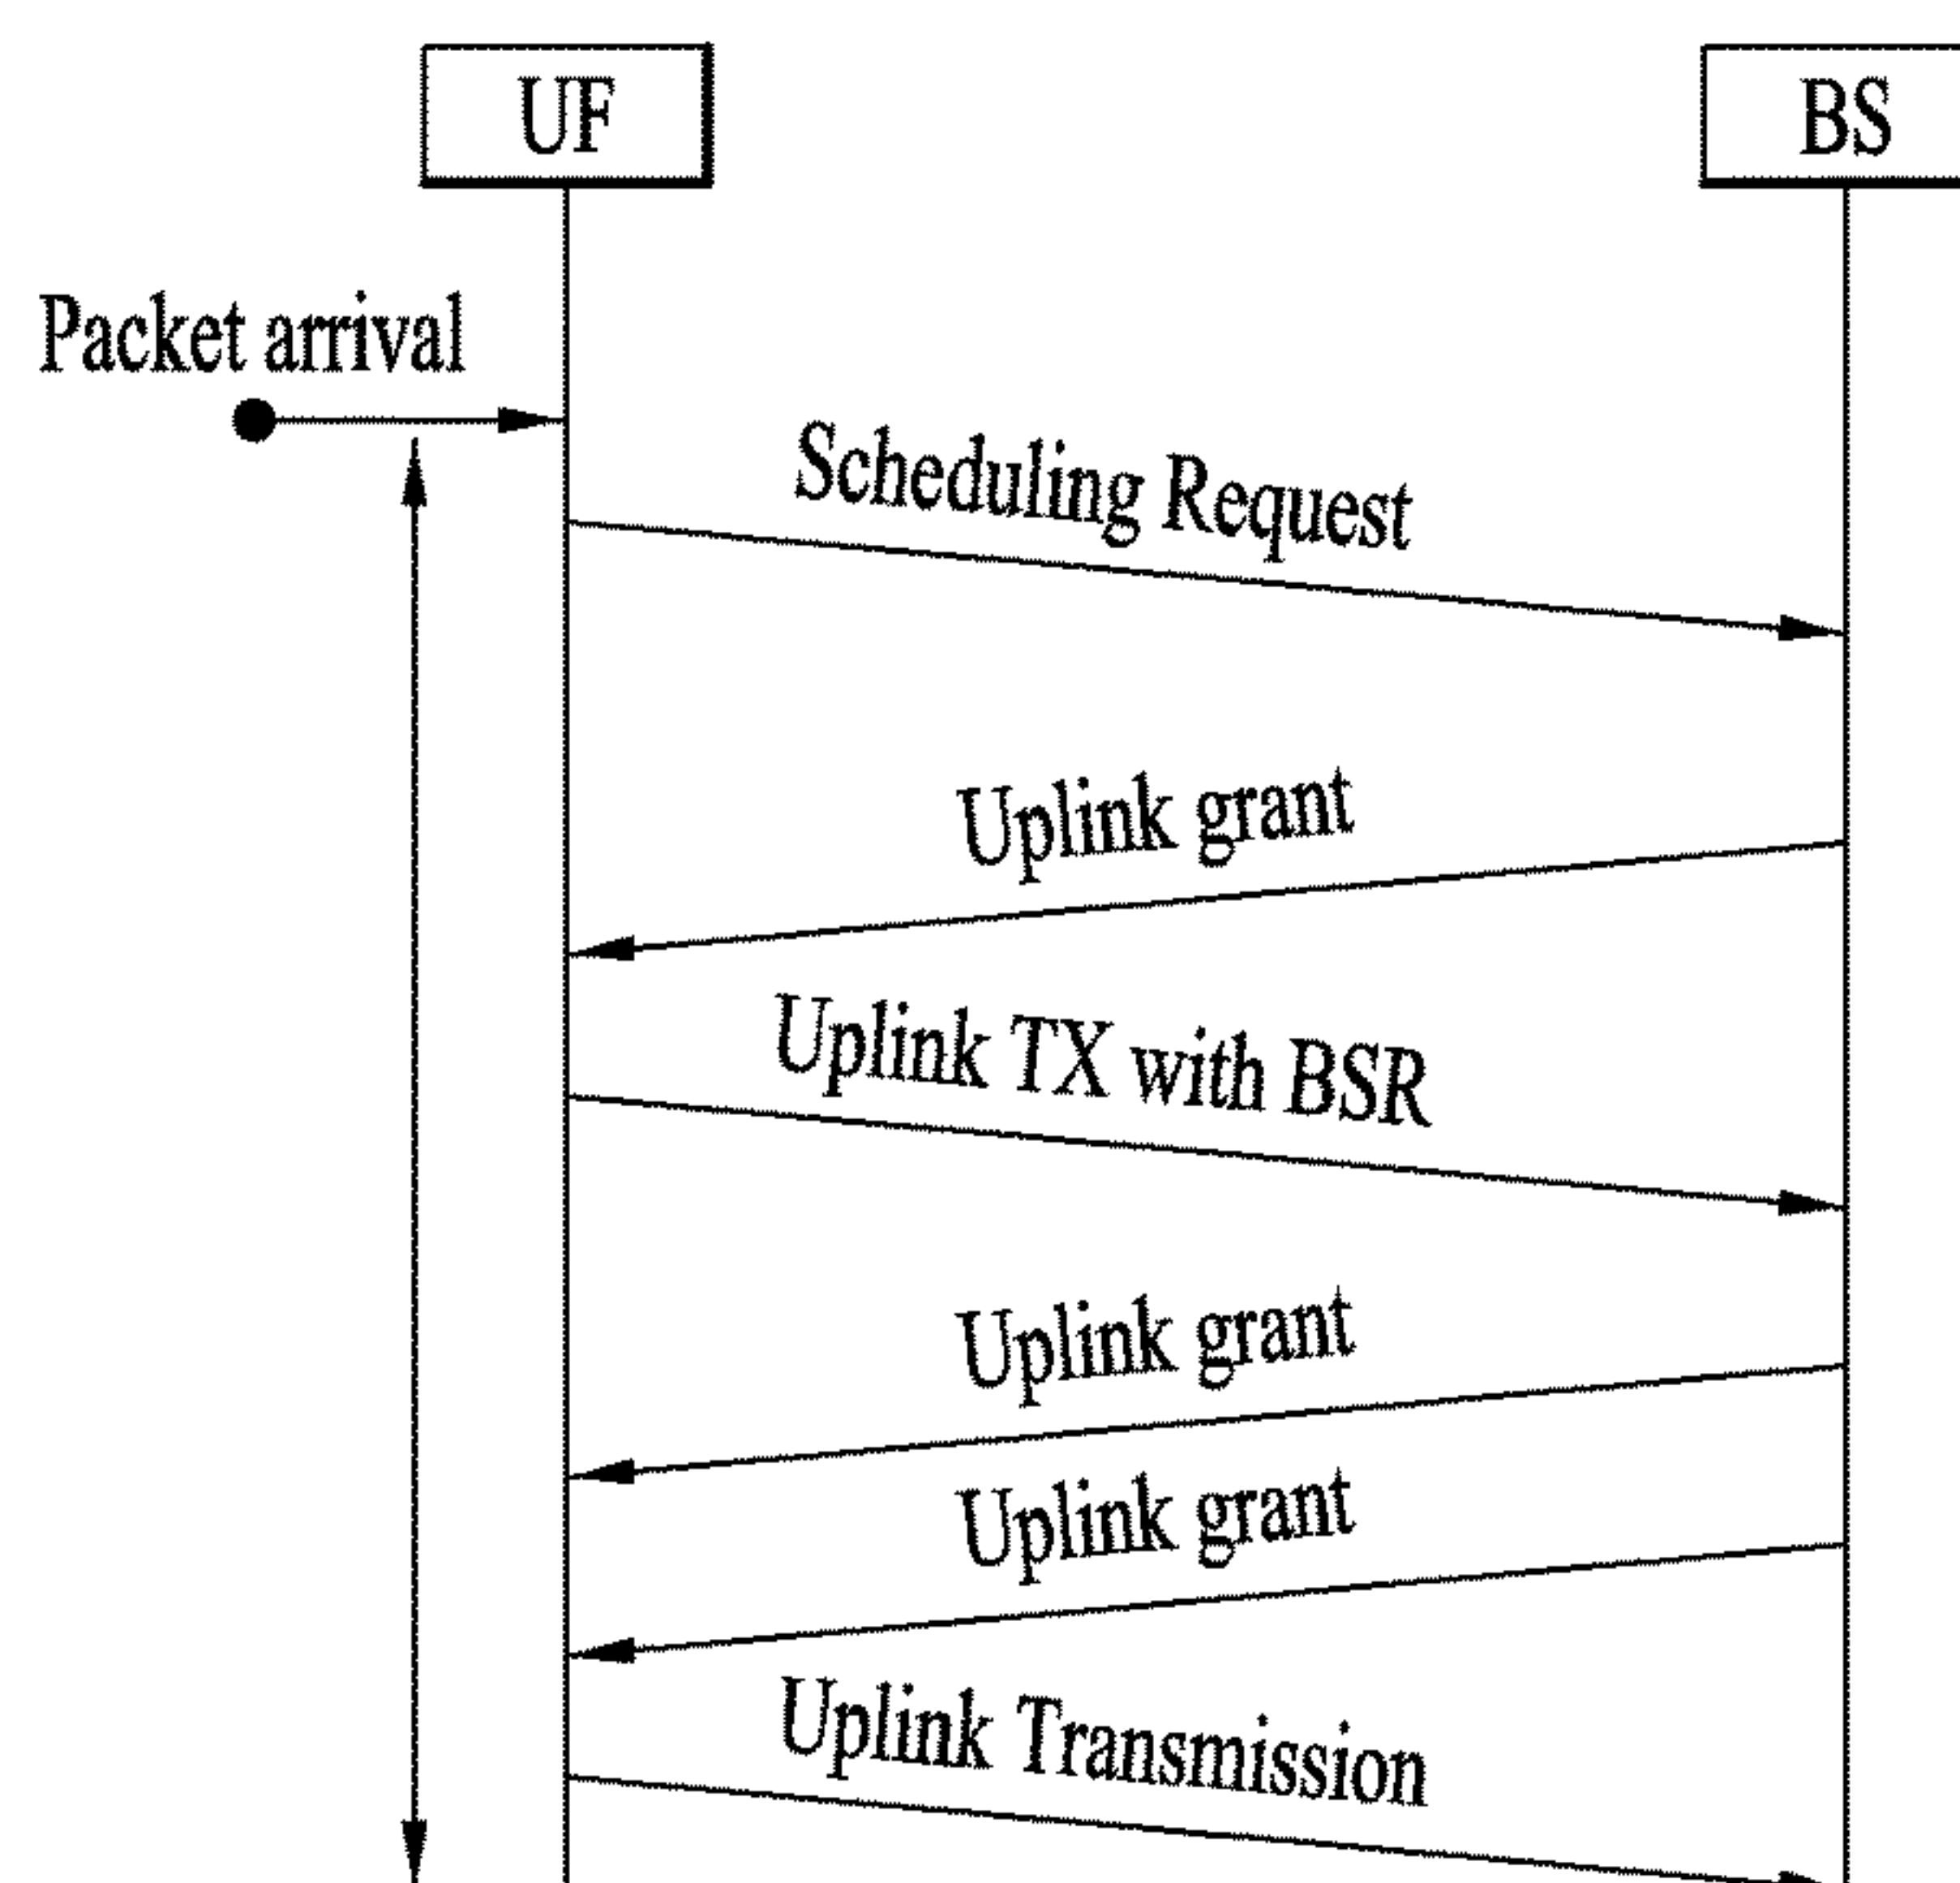 UF
BS
Packet arrival
Scheduling Request
Uplink grant
Uplink TX with BSR
Uplink grant
Uplink grant
Uplink Transmission